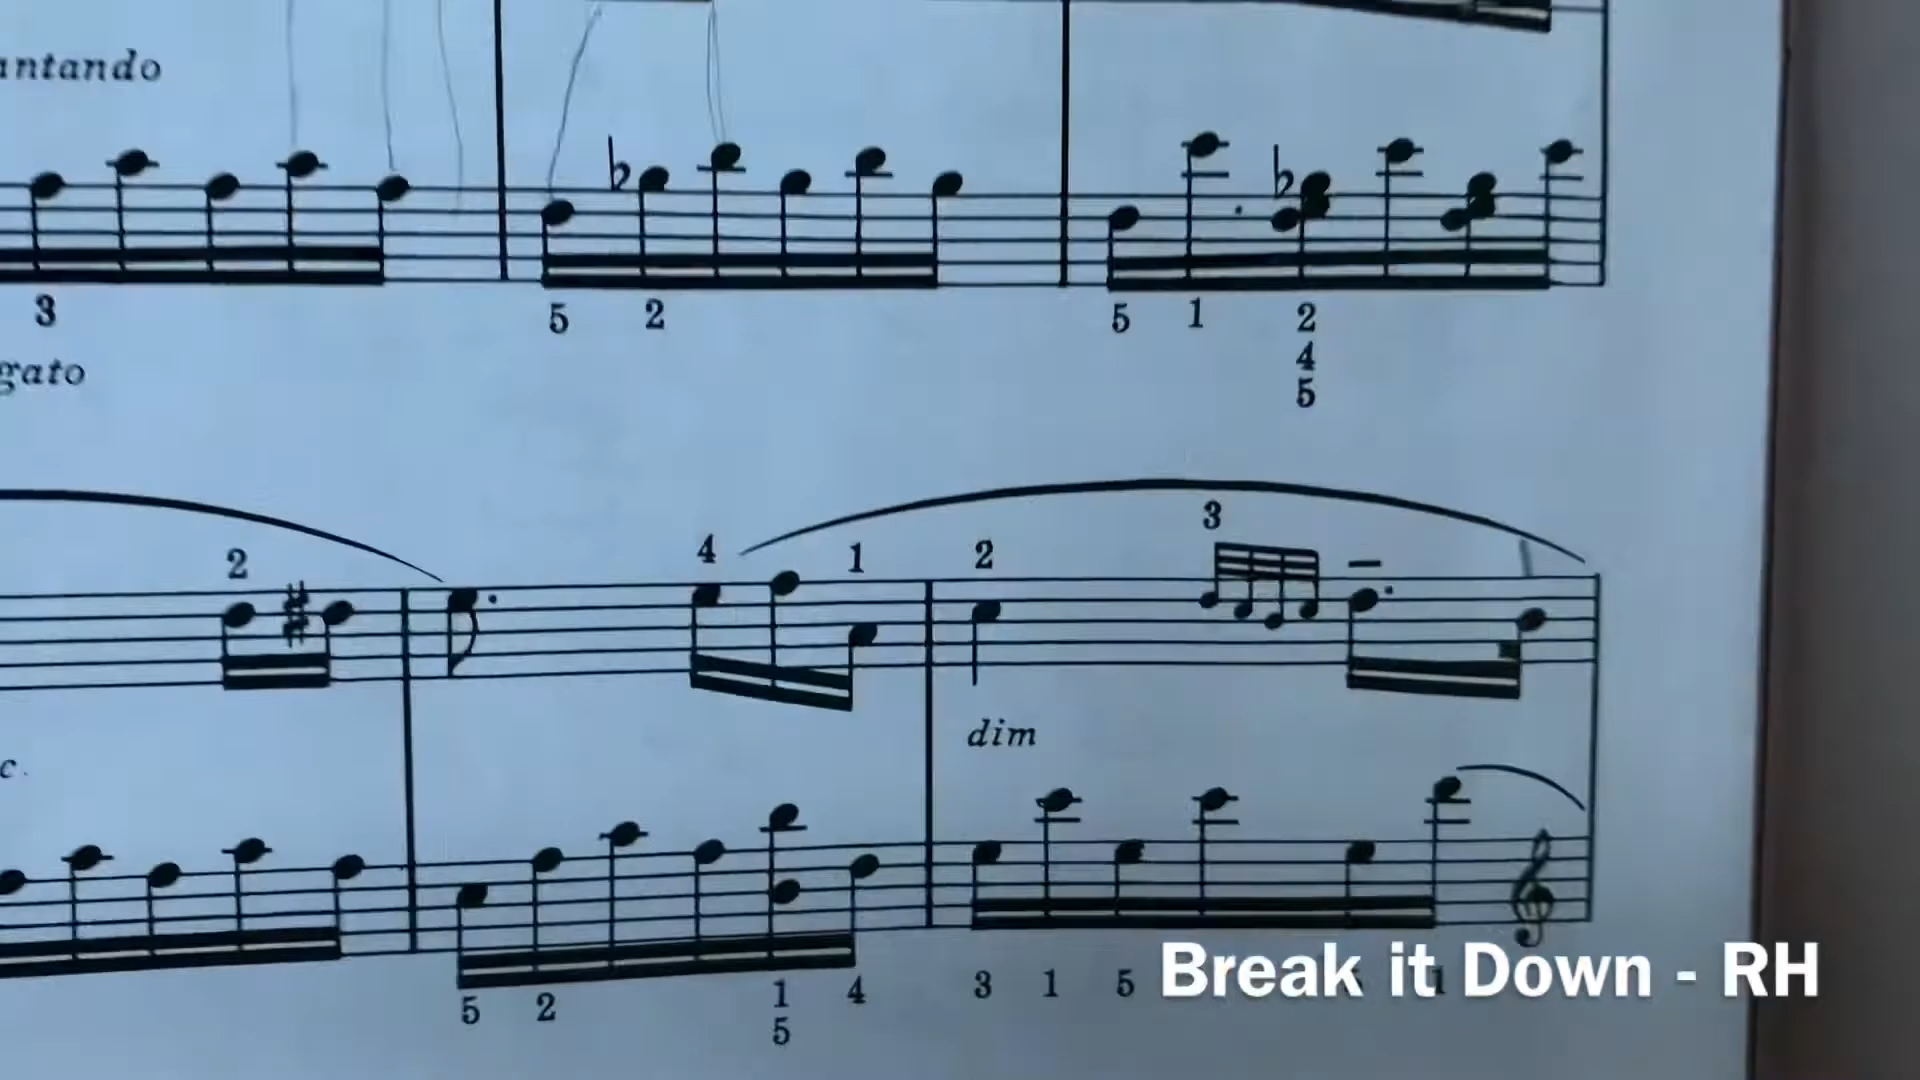 antando
3
5 2
5 1 2
4
5
gato
2
4 1
2
3
dim
c.
5 2 1 4
5
3 1 5 1
Break it Down - RH